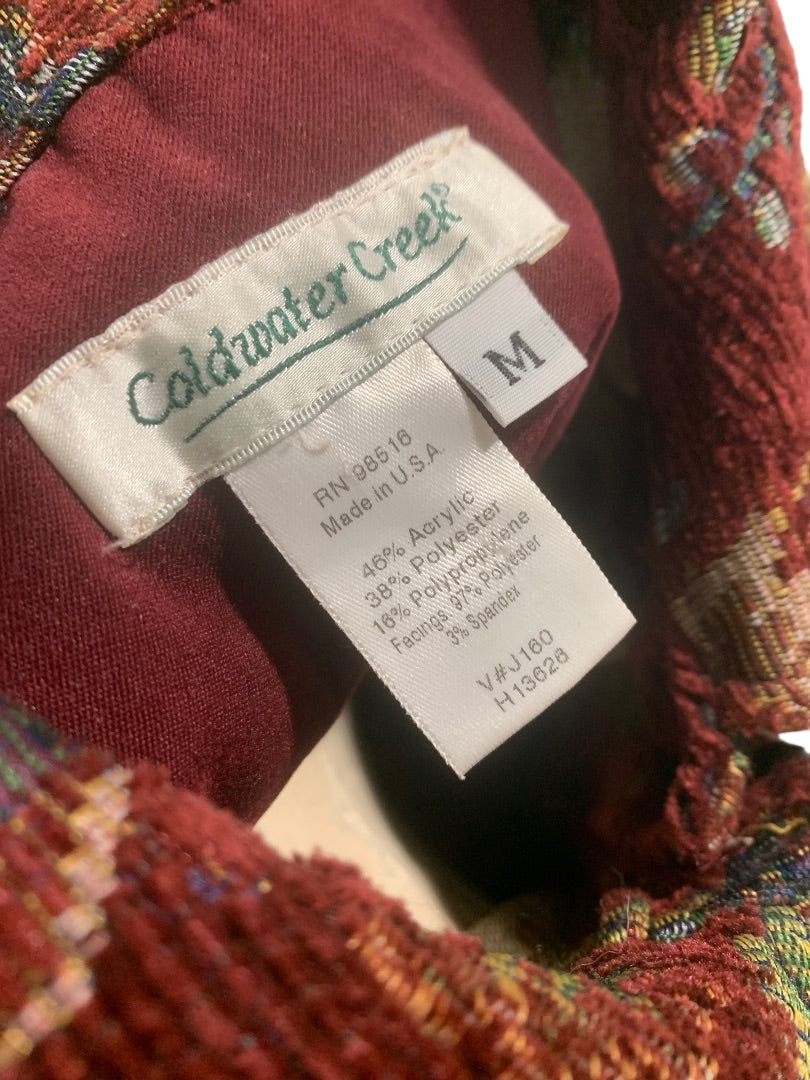 Coldwater Creek®
M
RN 98516
Made in U.S.A.
46% Acrylic
38% Polyester
16% Polypropylene
Facings 97% Polyester
3% Spandex
V#J160
H13626